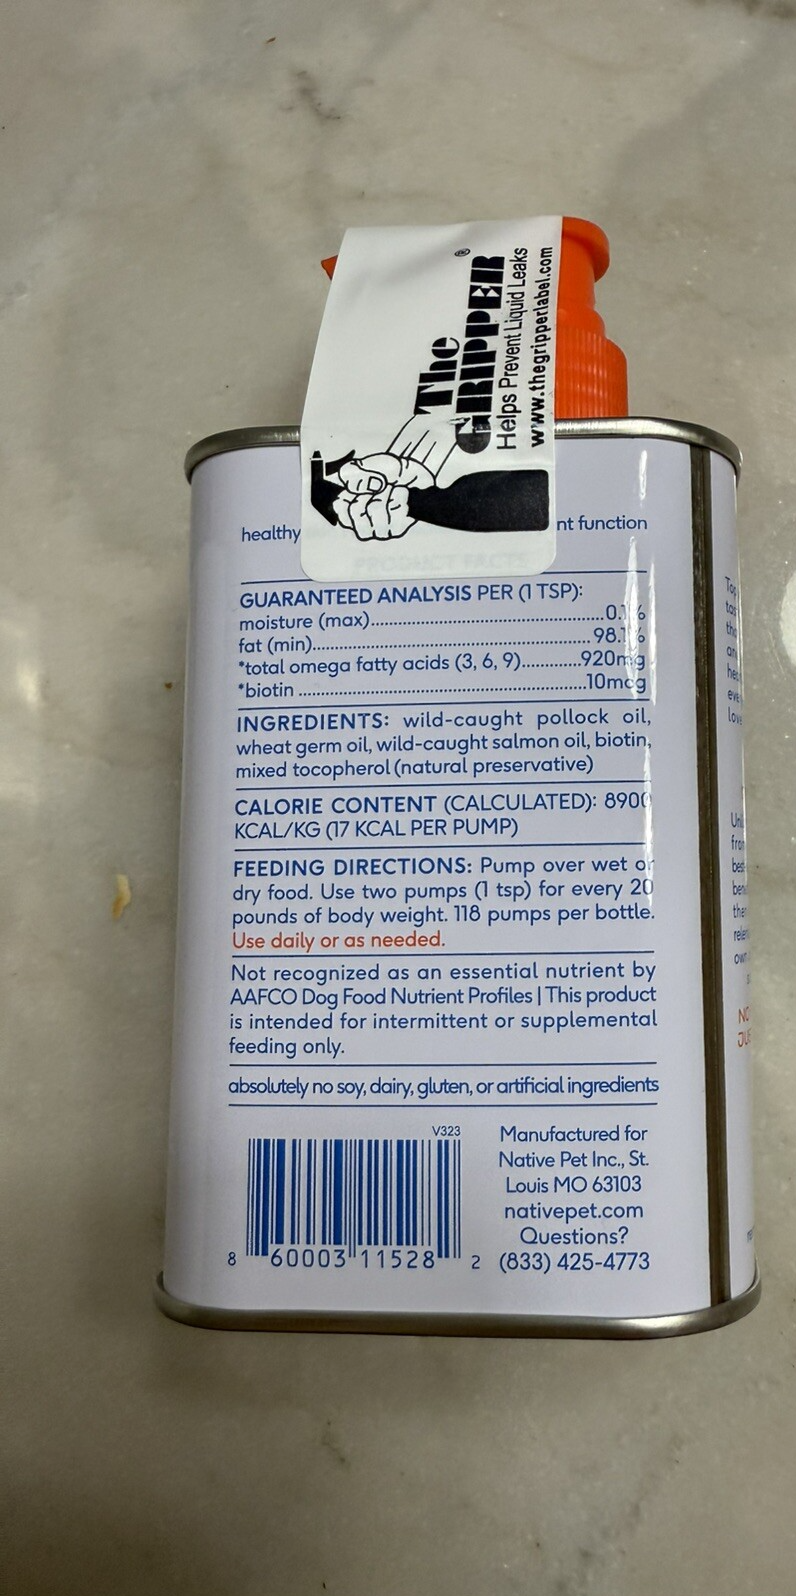 The
GRIPPER®
Helps Prevent Liquid Leaks
www.thegripperlabel.com
healthy nt function
PRODUCT FACTS
GUARANTEED ANALYSIS PER (1 TSP):
moisture (max)..........0.1%
fat (min)..........98.1%
*total omega fatty acids (3, 6, 9)..........920mg
*biotin ..........10mcg
INGREDIENTS: wild-caught pollock oil,
wheat germ oil, wild-caught salmon oil, biotin,
mixed tocopherol (natural preservative)
CALORIE CONTENT (CALCULATED): 8900
KCAL/KG (17 KCAL PER PUMP)
FEEDING DIRECTIONS: Pump over wet or
dry food. Use two pumps (1 tsp) for every 20
pounds of body weight. 118 pumps per bottle.
Use daily or as needed.
Not recognized as an essential nutrient by
AAFCO Dog Food Nutrient Profiles | This product
is intended for intermittent or supplemental
feeding only.
absolutely no soy, dairy, gluten, or artificial ingredients
V323
8 60003 11528 2
Manufactured for
Native Pet Inc., St.
Louis MO 63103
nativepet.com
Questions?
(833) 425-4773